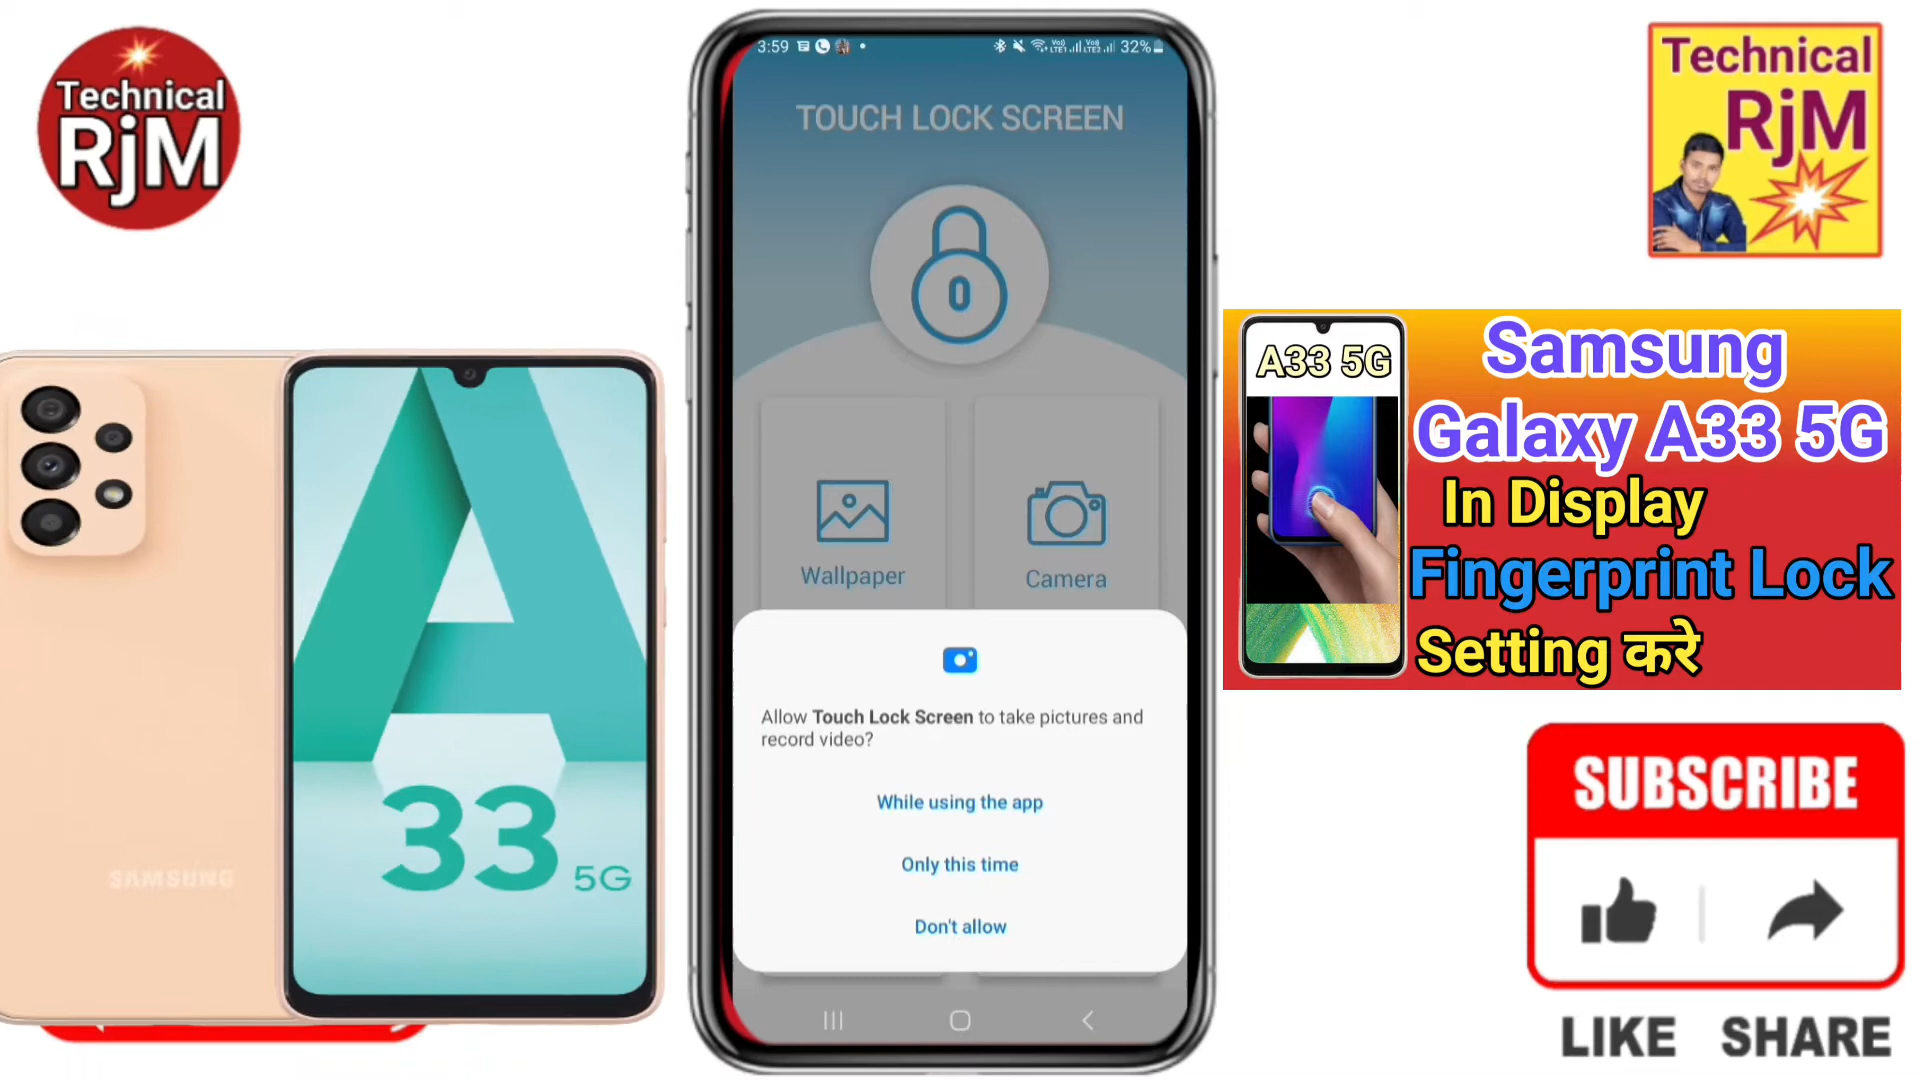 Technical
RjM
SAMSUNG
33 5G
3:59
32%
TOUCH LOCK SCREEN
Wallpaper
Camera
Allow Touch Lock Screen to take pictures and
record video?
While using the app
Only this time
Don't allow
Technical
RjM
A33 5G
Samsung
Galaxy A33 5G
In Display
Fingerprint Lock
Setting करे
SUBSCRIBE
LIKE SHARE